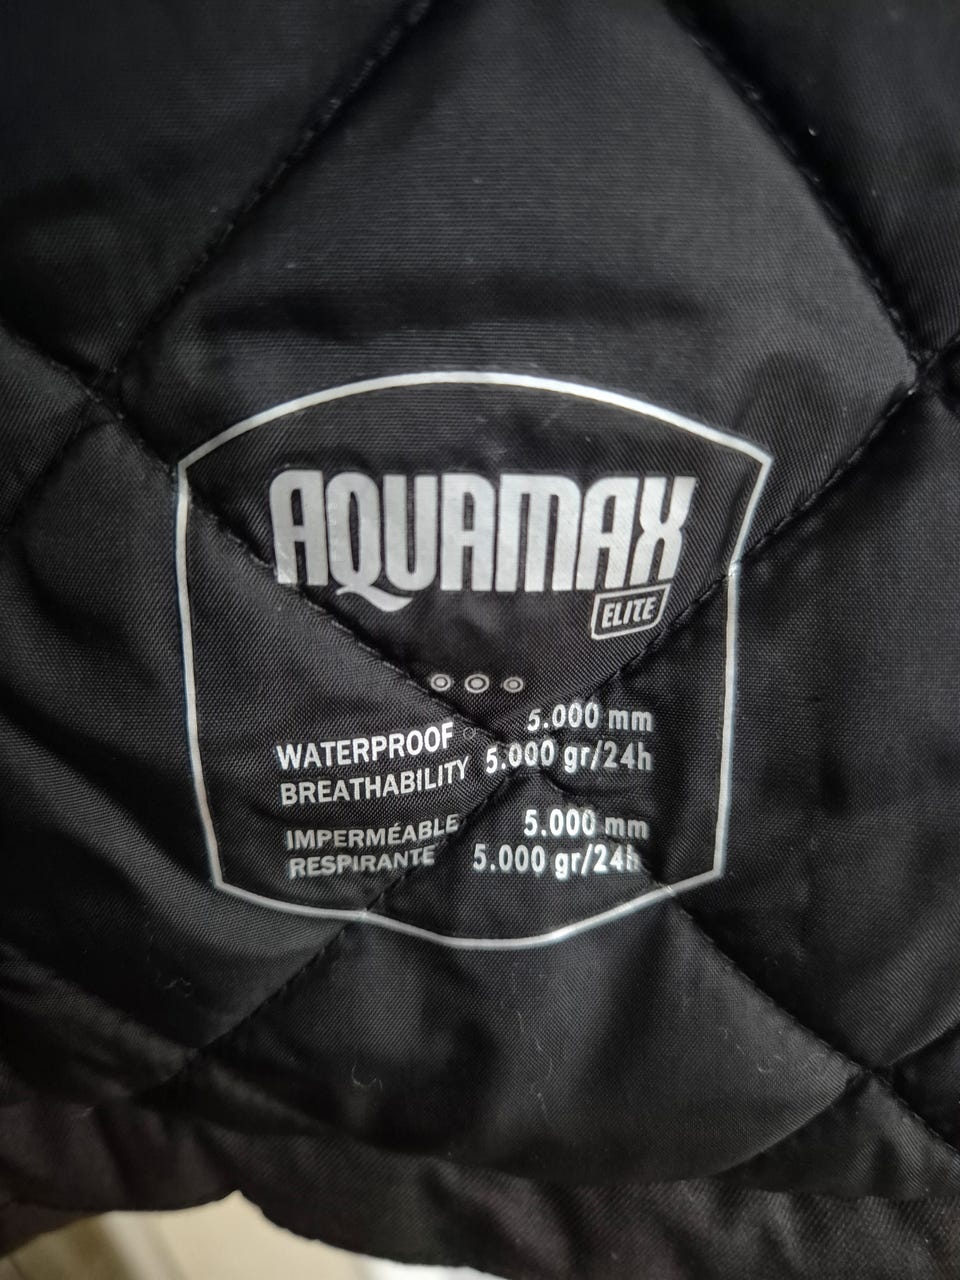 AQUAMAX
ELITE
WATERPROOF 5.000 mm
BREATHABILITY 5.000 gr/24h
IMPERMÉABLE 5.000 mm
RESPIRANTE 5.000 gr/24h